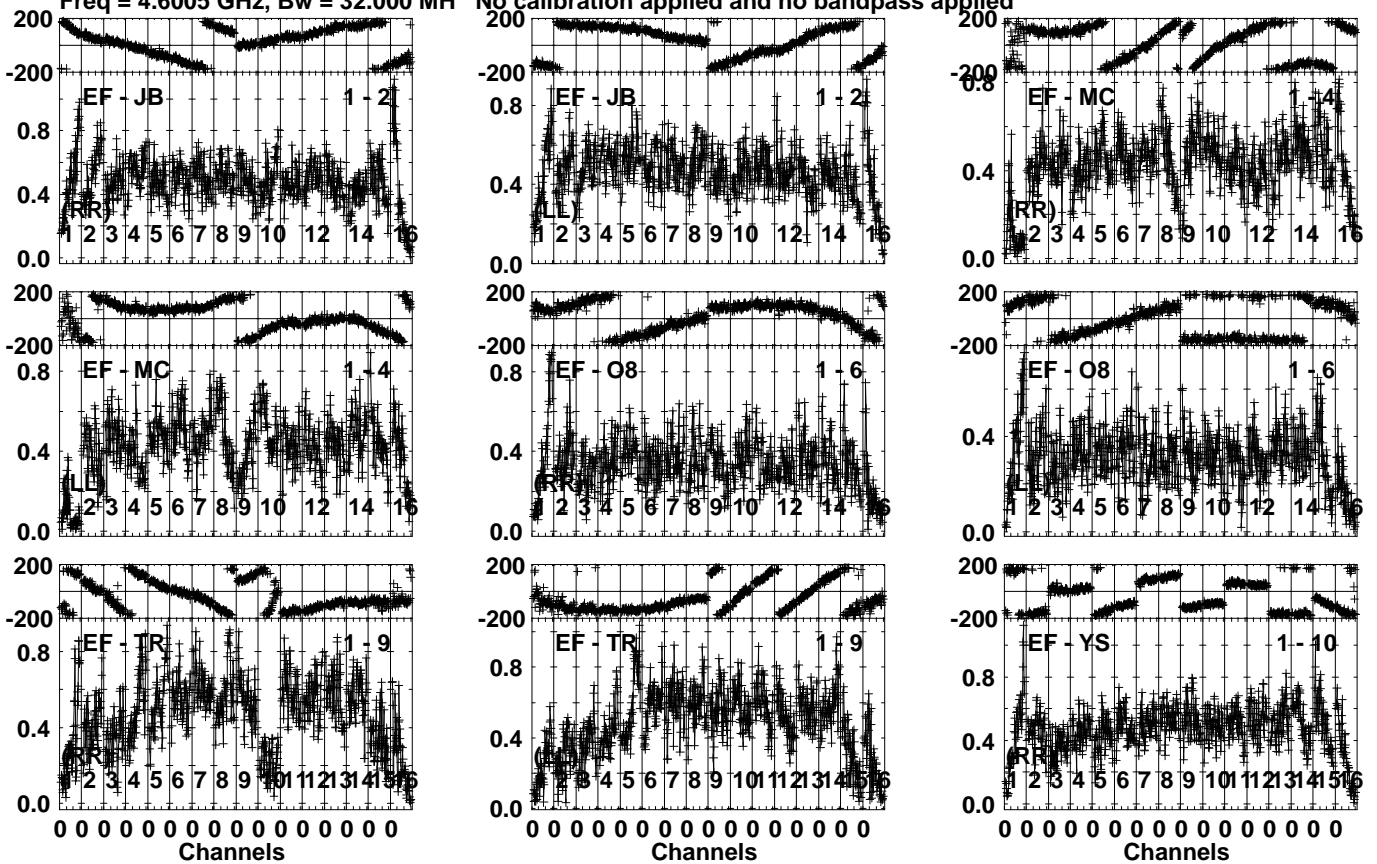 Freq = 4.6005 GHz, Bw = 32.000 MH No calibration applied and no bandpass applied
200 200 200
-200 -200
EF - JB 1 - 2 EF - JB 1 - 2 EF - MC 1 - 4
0.8 0.8 0.8
0.4 0.4 0.4
(RR) (LL) (RR)
1 2 3 4 5 6 7 8 9 10 12 14 16 1 2 3 4 5 6 7 8 9 10 12 14 16 1 2 3 4 5 6 7 8 9 10 12 14 16
0.0 0.0 0.0
200 200 200
-200 -200 -200
EF - MC 1 - 4 EF - O8 1 - 6 EF - O8 1 - 6
0.8 0.8
0.4 0.4 0.4
(LL) (RR) (LL)
2 3 4 5 6 7 8 9 10 12 14 16 1 2 3 4 5 6 7 8 9 10 12 14 16 1 2 3 4 5 6 7 8 9 10 12 14 16
0.0 0.0 0.0
200 200 200
-200 -200 -200
EF - TR 1 - 9 EF - TR 1 - 9 EF - YS 1 - 10
0.8 0.8 0.8
0.4 0.4 0.4
(RR) (LL) (RR)
2 3 4 5 6 7 8 9 10 11 12 13 14 15 16 3 4 5 6 7 8 9 10 11 12 13 14 15 16 1 2 3 4 5 6 7 8 9 10 11 12 13 14 15 16
0.0 0.0 0.0
0 0 0 0 0 0 0 0 0 0 0 0 0 0 0 0 0 0 0 0 0 0 0 0 0 0 0 0 0 0 0 0 0 0 0 0 0 0 0 0 0 0 0 0 0 0 0 0
Channels Channels Channels